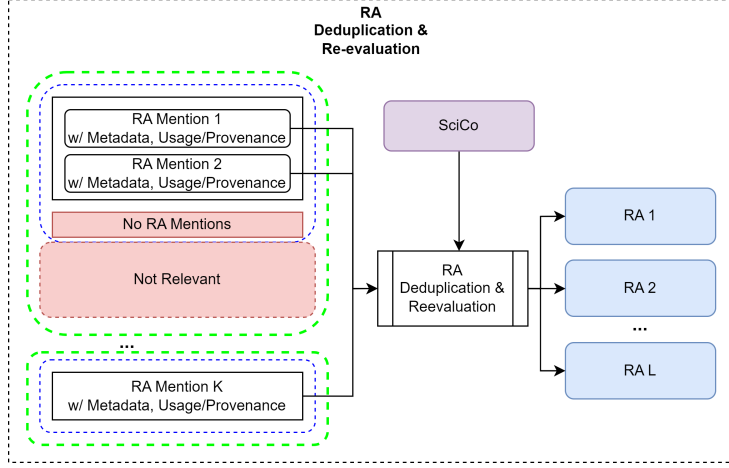 RA
Deduplication &
Re-evaluation
RA Mention 1
w/ Metadata, Usage/Provenance
RA Mention 2
w/ Metadata, Usage/Provenance
No RA Mentions
Not Relevant
...
RA Mention K
w/ Metadata, Usage/Provenance
SciCo
RA
Deduplication &
Reevaluation
RA 1
RA 2
...
RA L